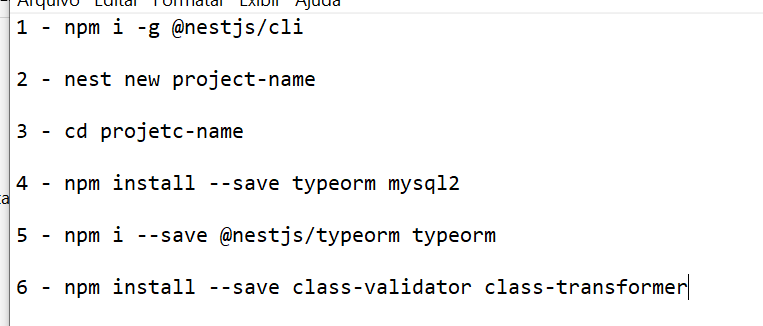 Arquivo Editar Formatar Exibir Ajuda
1 - npm i -g @nestjs/cli
2 - nest new project-name
3 - cd projetc-name
4 - npm install --save typeorm mysql2
ta
5 - npm i --save @nestjs/typeorm typeorm
6 - npm install --save class-validator class-transformer